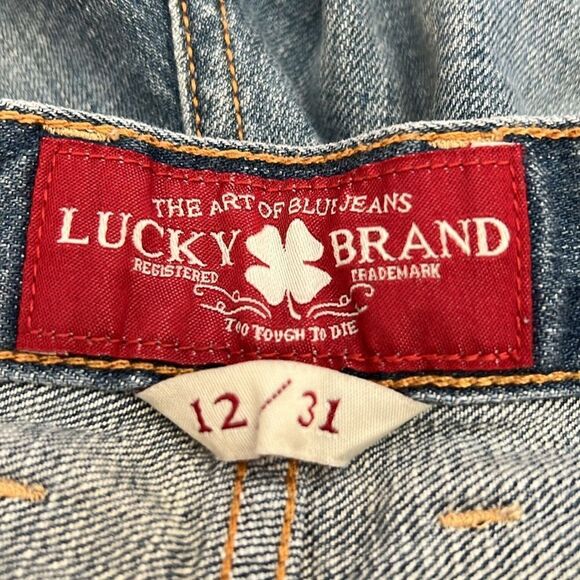 THE ART OF BLUE JEANS
LUCKY BRAND
REGISTERED TRADEMARK
TOO TOUGH TO DIE
12/31